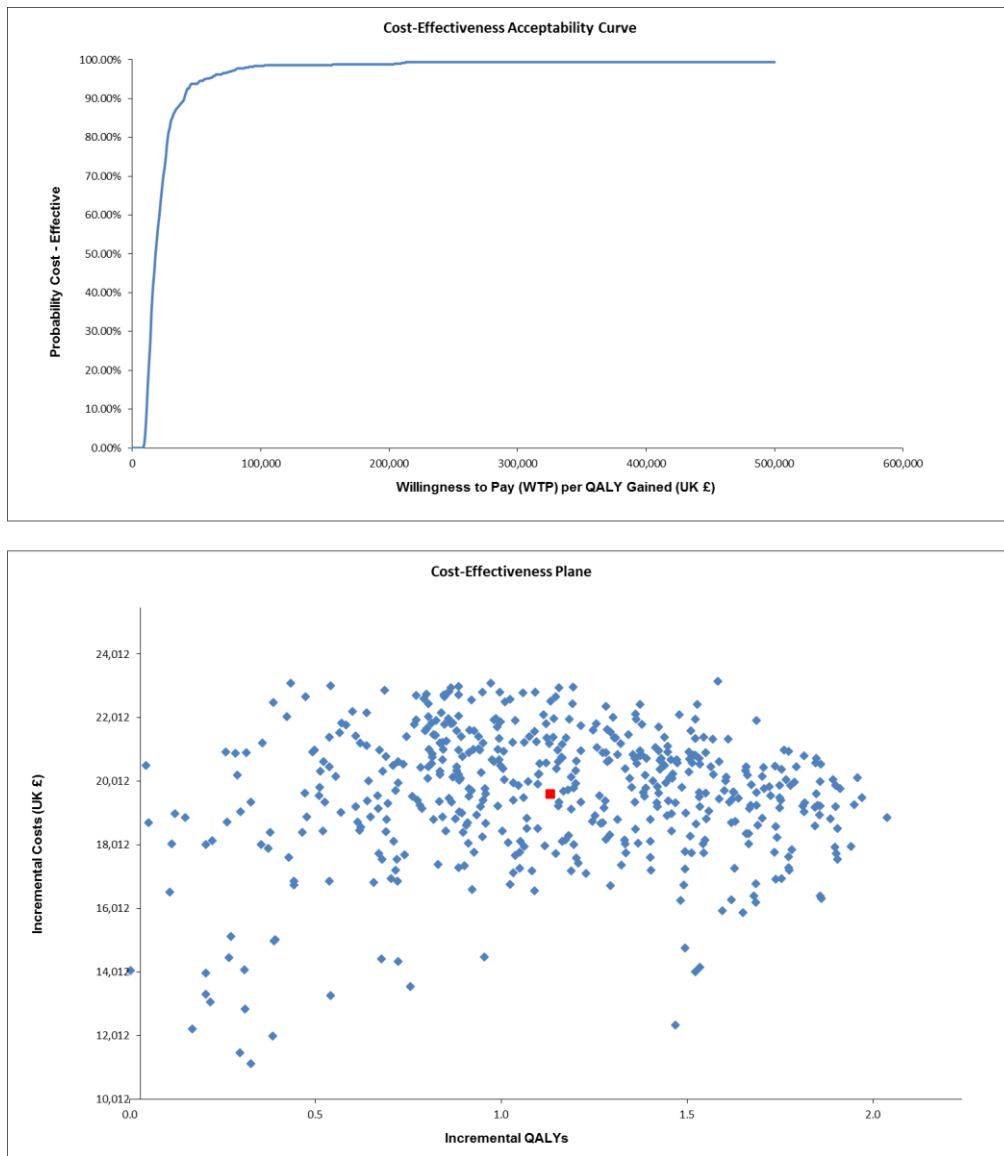 Cost-Effectiveness Acceptability Curve
100.00%
90.00%
80.00%
70.00%
60.00%
50.00%
40.00%
30.00%
20.00%
10.00%
0.00%
Probability Cost - Effective
0 100,000 200,000 300,000 400,000 500,000 600,000
Willingness to Pay (WTP) per QALY Gained (UK £)
Cost-Effectiveness Plane
24,012
22,012
20,012
18,012
16,012
14,012
12,012
10,012
Incremental Costs (UK £)
0.0 0.5 1.0 1.5 2.0
Incremental QALYs